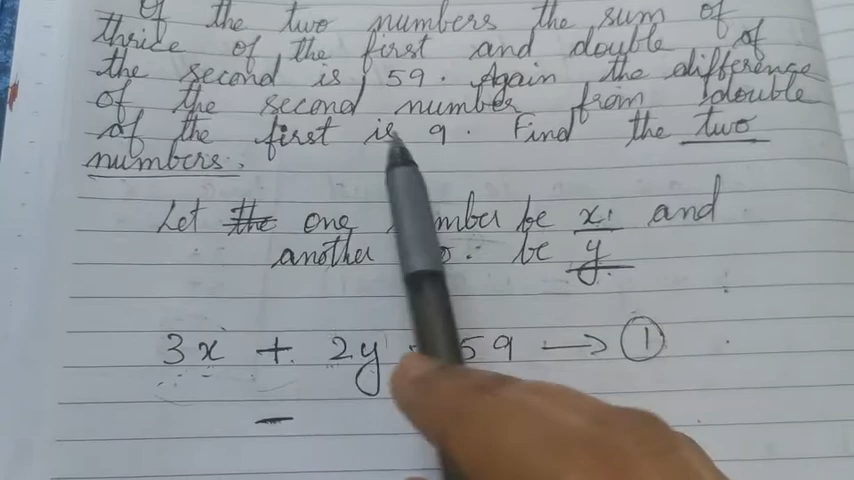 Of the two numbers the sum of
thrice of the first and double of
the second is 59. Again the difference
of the second number from double
of the first is 9. Find the two
numbers.
Let the one be x, and
another be y
3x + 2y 59 → 1
-